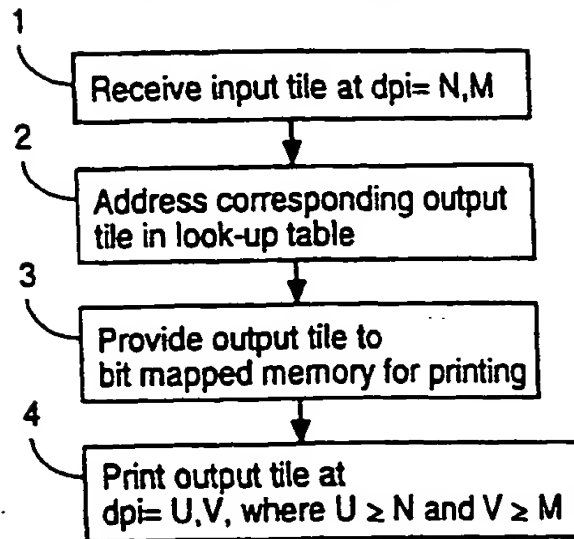 1
Receive input tile at dpi= N,M
2
Address corresponding output
tile in look-up table
3
Provide output tile to
bit mapped memory for printing
4
Print output tile at
dpi= U,V, where U ≥ N and V ≥ M